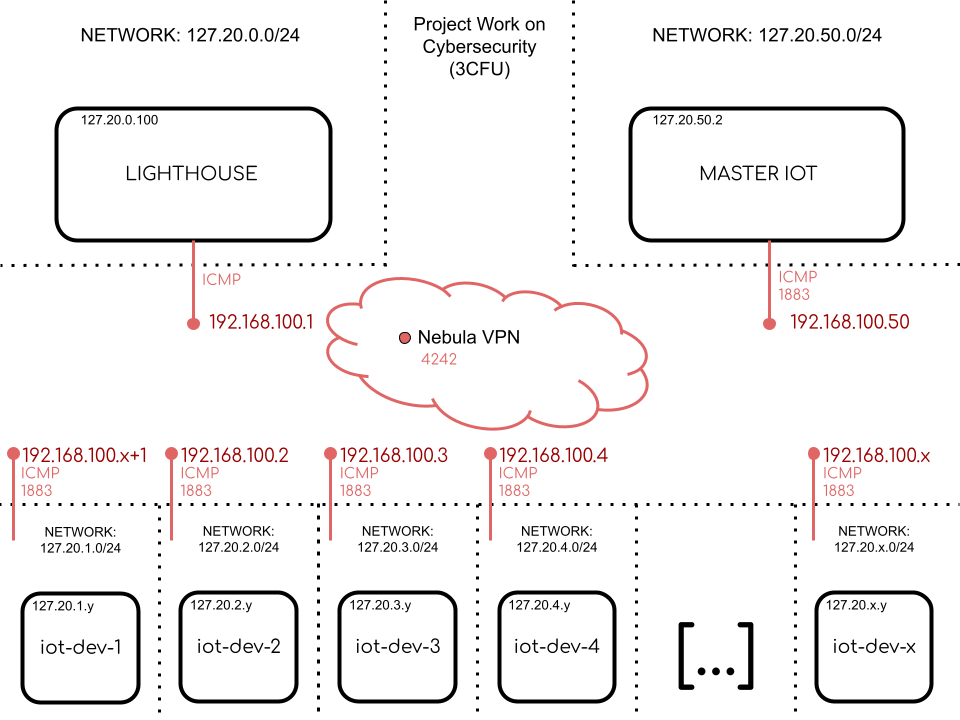 NETWORK: 127.20.0.0/24
Project Work on
Cybersecurity
(3CFU)
NETWORK: 127.20.50.0/24
127.20.0.100
LIGHTHOUSE
127.20.50.2
MASTER IOT
ICMP
192.168.100.1
ICMP
1883
192.168.100.50
Nebula VPN
4242
192.168.100.x+1
ICMP
1883
192.168.100.2
ICMP
1883
192.168.100.3
ICMP
1883
192.168.100.4
ICMP
1883
192.168.100.x
ICMP
1883
NETWORK:
127.20.1.0/24
NETWORK:
127.20.2.0/24
NETWORK:
127.20.3.0/24
NETWORK:
127.20.4.0/24
NETWORK:
127.20.x.0/24
127.20.1.y
iot-dev-1
127.20.2.y
iot-dev-2
127.20.3.y
iot-dev-3
127.20.4.y
iot-dev-4
[...]
127.20.x.y
iot-dev-x